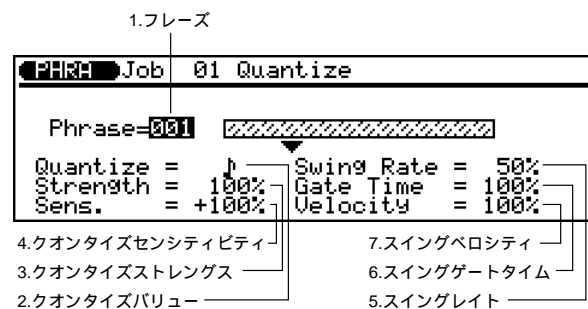 1.フレーズ
PHRA Job 01 Quantize
Phrase=001
Quantize = ♪ Swing Rate = 50%
Strength = 100% Gate Time = 100%
Sens. = +100% Velocity = 100%
4.クオンタイズセンシティビティ 7.スイングベロシティ
3.クオンタイズストレングス 6.スイングゲートタイム
2.クオンタイズバリュー 5.スイングレイト